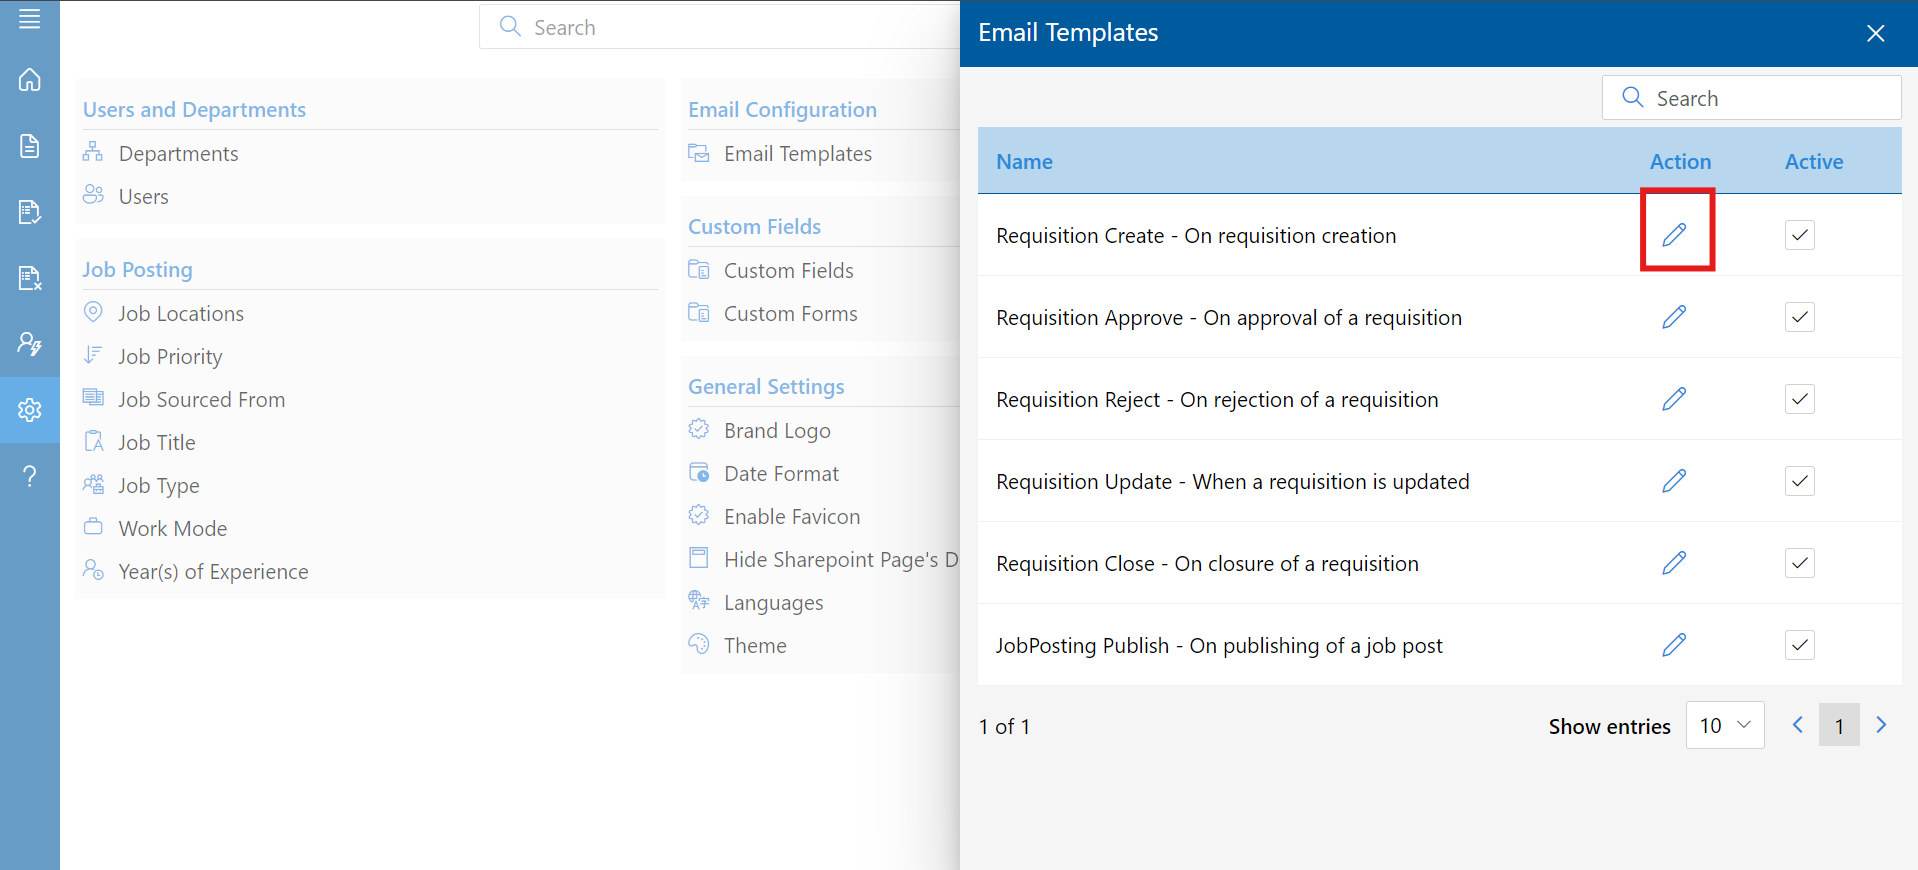 Search
Users and Departments
Departments
Users
Job Posting
Job Locations
Job Priority
Job Sourced From
Job Title
Job Type
Work Mode
Year(s) of Experience
Email Configuration
Email Templates
Custom Fields
Custom Fields
Custom Forms
General Settings
Brand Logo
Date Format
Enable Favicon
Hide Sharepoint Page's D
Languages
Theme
Email Templates
Search
Name Action Active
Requisition Create - On requisition creation
Requisition Approve - On approval of a requisition
Requisition Reject - On rejection of a requisition
Requisition Update - When a requisition is updated
Requisition Close - On closure of a requisition
JobPosting Publish - On publishing of a job post
1 of 1 Show entries 10 1